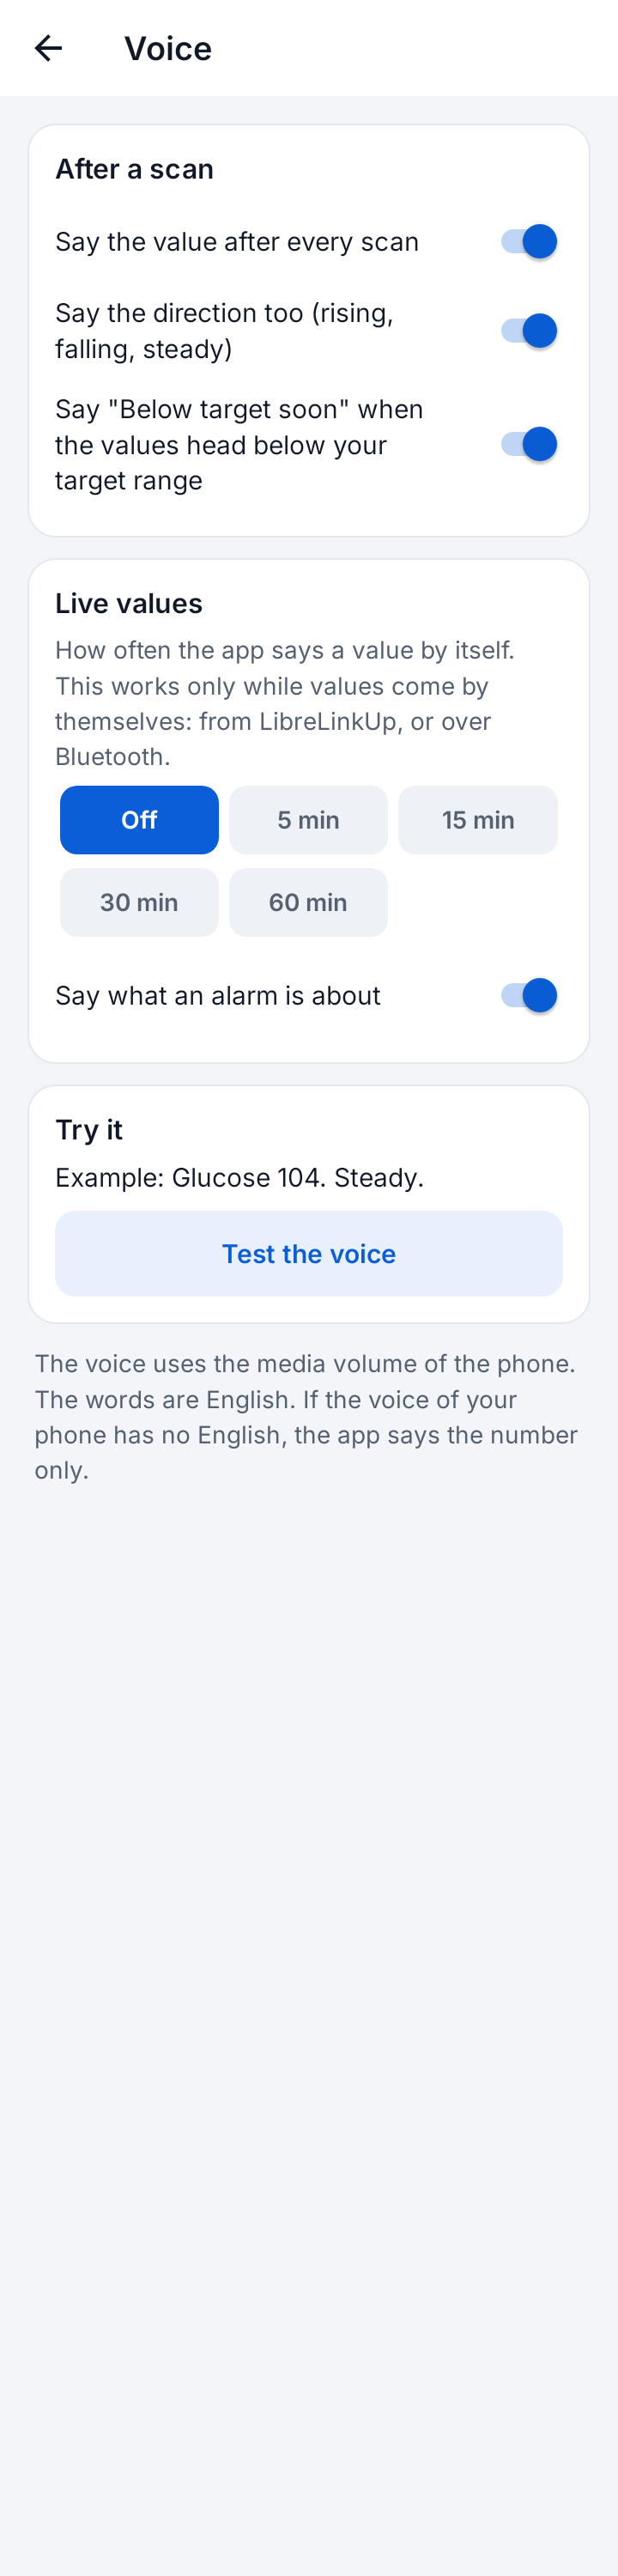 Voice
After a scan
Say the value after every scan
Say the direction too (rising,
falling, steady)
Say "Below target soon" when
the values head below your
target range
Live values
How often the app says a value by itself.
This works only while values come by
themselves: from LibreLinkUp, or over
Bluetooth.
Off 5 min 15 min
30 min 60 min
Say what an alarm is about
Try it
Example: Glucose 104. Steady.
Test the voice
The voice uses the media volume of the phone.
The words are English. If the voice of your
phone has no English, the app says the number
only.